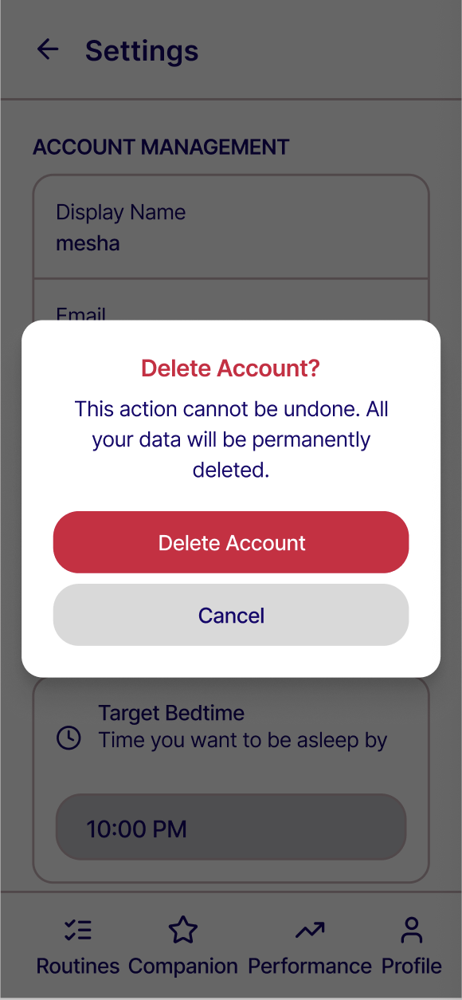 Settings
ACCOUNT MANAGEMENT
Display Name
mesha
Email
Delete Account?
This action cannot be undone. All
your data will be permanently
deleted.
Delete Account
Cancel
Target Bedtime
Time you want to be asleep by
10:00 PM
Routines Companion Performance Profile